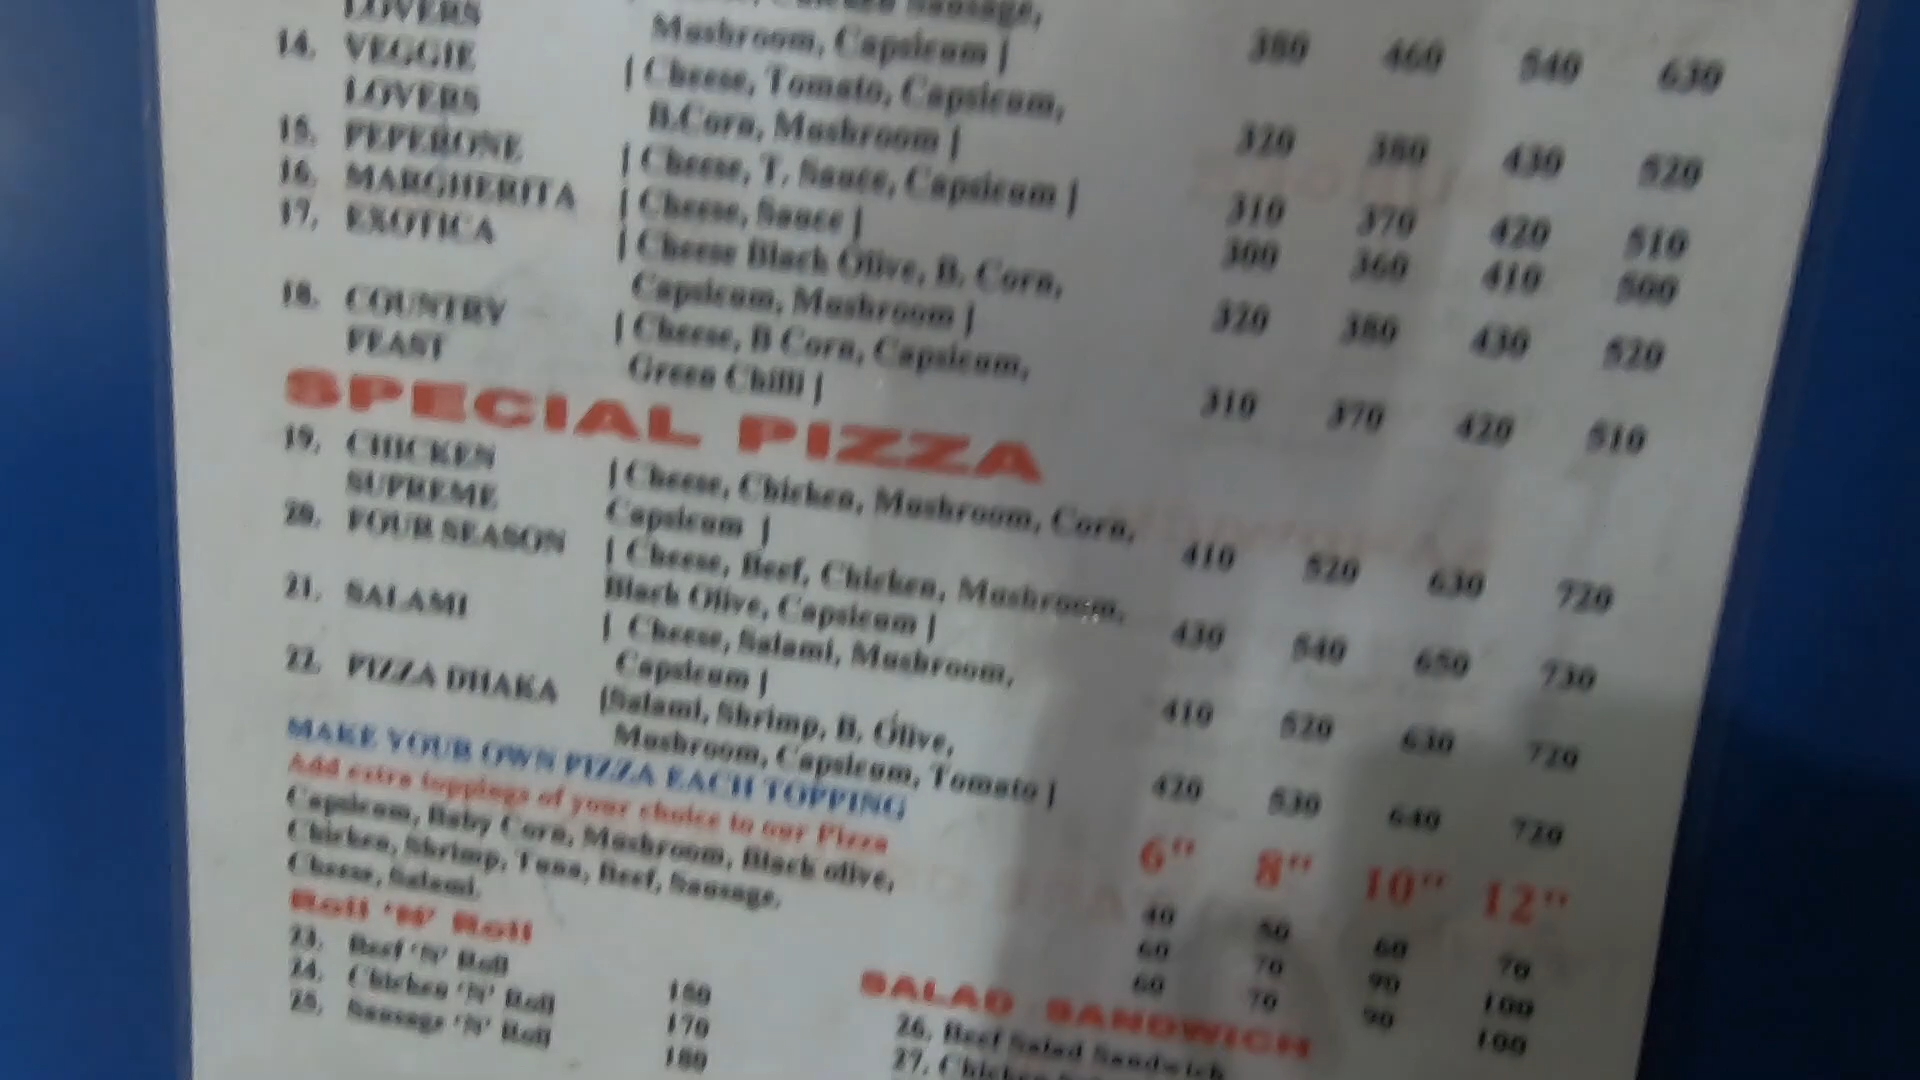 LOVERS
Mushroom, Capsicum ] 380 460 540 630
14. VEGGIE [ Cheese, Tomato, Capsicum,
LOVERS B.Corn, Mushroom ] 320 380 430 520
15. PEPERONE [ Cheese, T. Sauce, Capsicum ] 310 370 420 510
16. MARGHERITA [ Cheese, Sauce ] 300 360 410 500
17. EXOTICA [ Cheese Black Olive, B. Corn,
Capsicum, Mushroom ] 320 380 430 520
18. COUNTRY [ Cheese, B Corn, Capsicum,
FEAST Green Chilli ] 310 370 420 510
SPECIAL PIZZA
19. CHICKEN [ Cheese, Chicken, Mushroom, Corn,
SUPREME Capsicum ] 410 520 630 720
20. FOUR SEASON [ Cheese, Beef, Chicken, Mushroom,
Black Olive, Capsicum ] 430 540 650 730
21. SALAMI [ Cheese, Salami, Mushroom,
Capsicum ] 410 520 630 720
22. PIZZA DHAKA [Salami, Shrimp, B. Olive,
Mushroom, Capsicum, Tomato ] 420 530 640 720
MAKE YOUR OWN PIZZA EACH TOPPING
Add extra toppings of your choice to our Pizza 6" 8" 10" 12"
Capsicum, Baby Corn, Mushroom, Black olive, 40 50 60 70
Chicken, Shrimp, Tuna, Beef, Sausage, 60 70 90 100
Cheese, Salami. 60 70 90 100
Roll 'N' Roll
23. Beef 'N' Roll 160
24. Chicken 'N' Roll 170
25. Sausage 'N' Roll 180
SALAD SANDWICH
26. Beef Salad Sandwich
27. Chicken